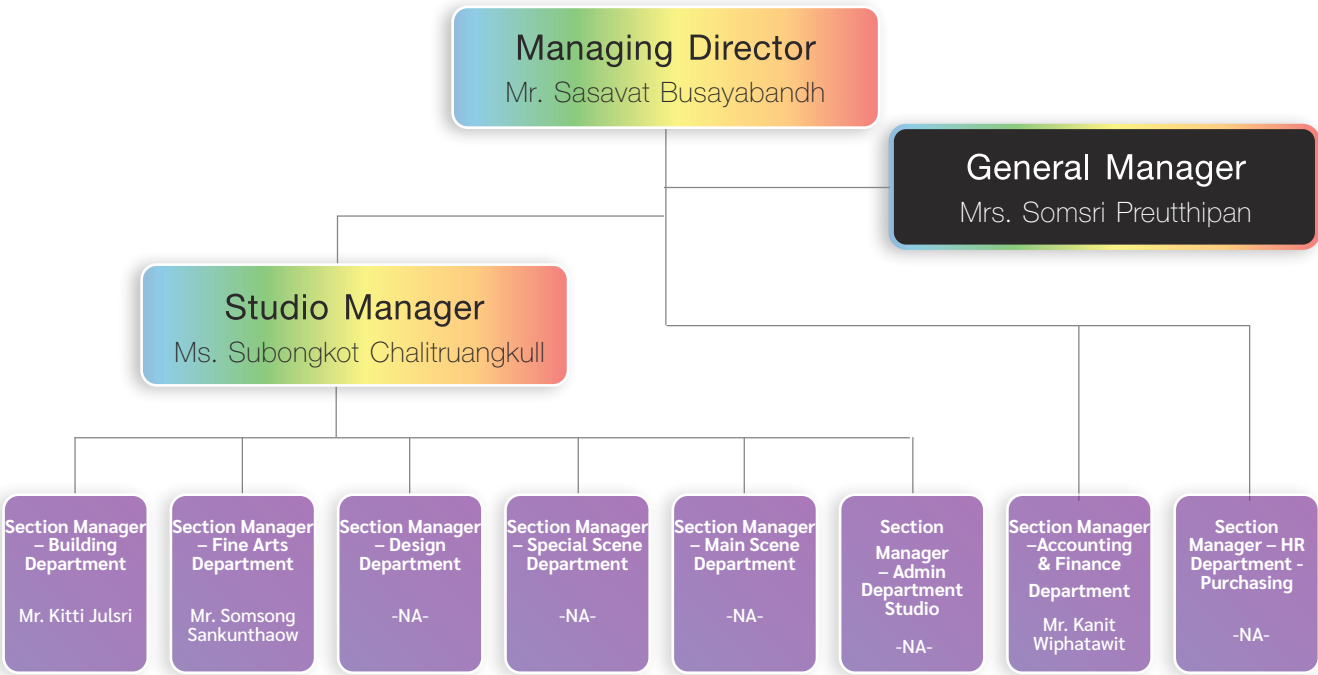 Managing Director
Mr. Sasavat Busayabandh
General Manager
Mrs. Somsri Preutthipan
Studio Manager
Ms. Subongkot Chalitruangkull
Section Manager
– Building
Department
Mr. Kitti Julsri
Section Manager
– Fine Arts
Department
Mr. Somsong
Sankunthaow
Section Manager
– Design
Department
-NA-
Section Manager
– Special Scene
Department
-NA-
Section Manager
– Main Scene
Department
-NA-
Section
Manager
– Admin
Department
Studio
-NA-
Section Manager
–Accounting
& Finance
Department
Mr. Kanit
Wiphatawit
Section
Manager – HR
Department -
Purchasing
-NA-